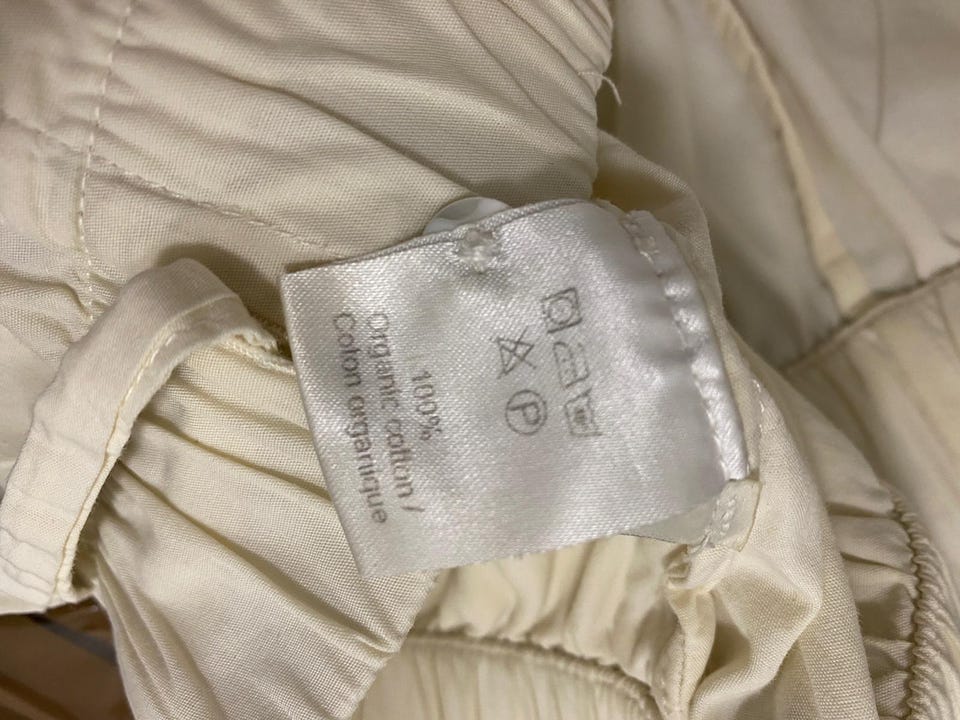 P
100%
Organic cotton /
Coton organique